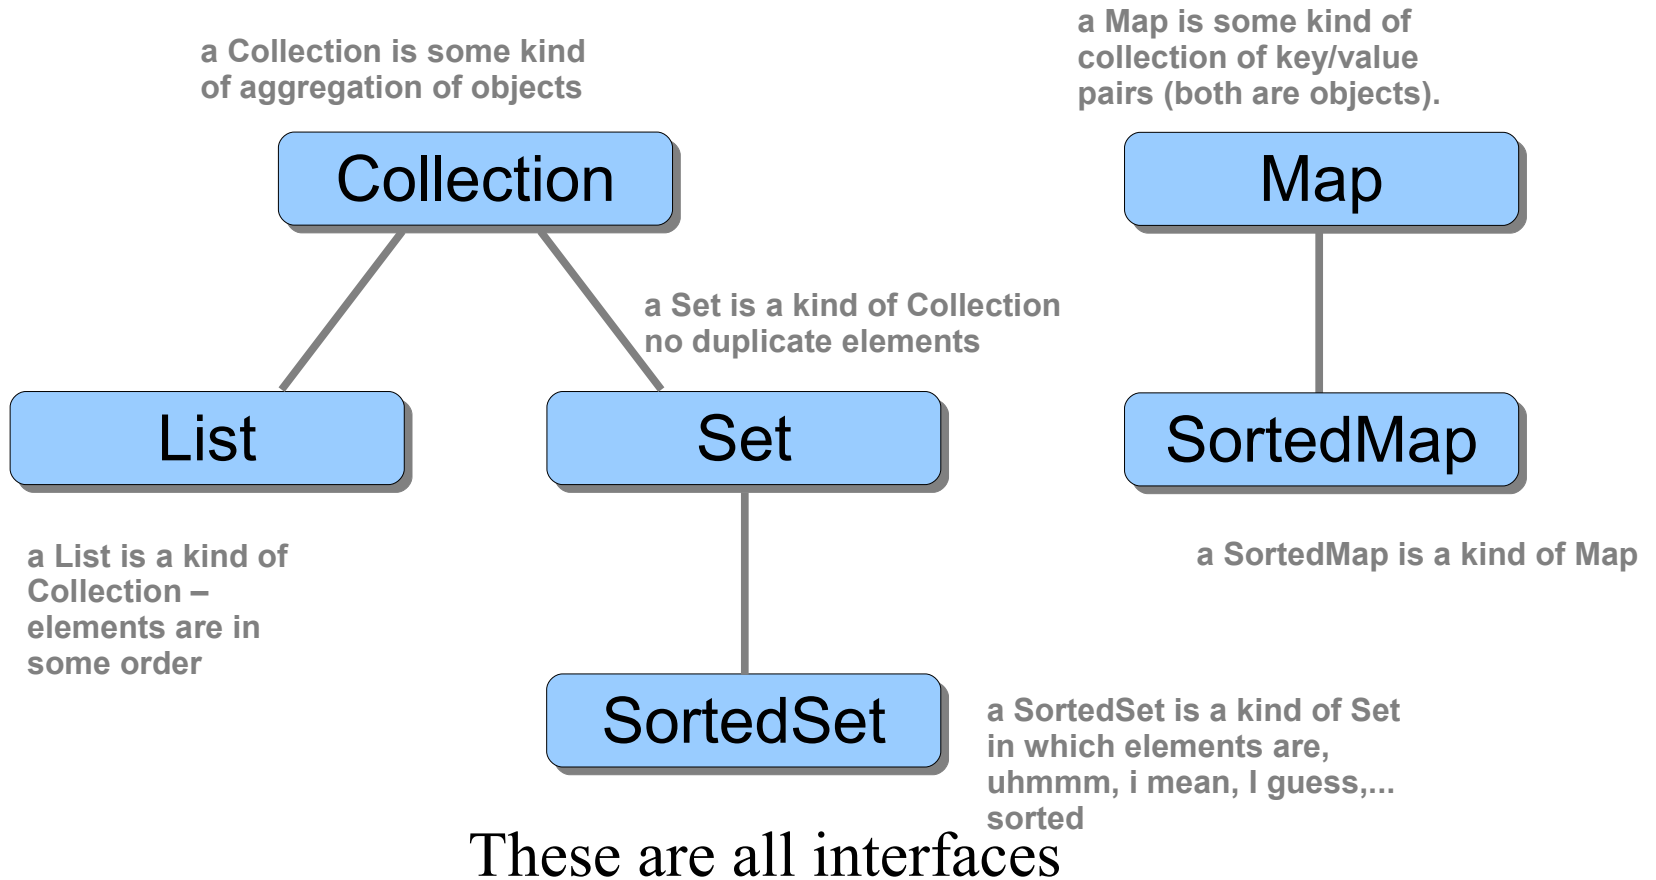 a Collection is some kind
of aggregation of objects
a Map is some kind of
collection of key/value
pairs (both are objects).
Collection
Map
a Set is a kind of Collection
no duplicate elements
List
Set
SortedMap
a List is a kind of
Collection –
elements are in
some order
a SortedMap is a kind of Map
SortedSet
a SortedSet is a kind of Set
in which elements are,
uhmmm, i mean, I guess,...
sorted
These are all interfaces